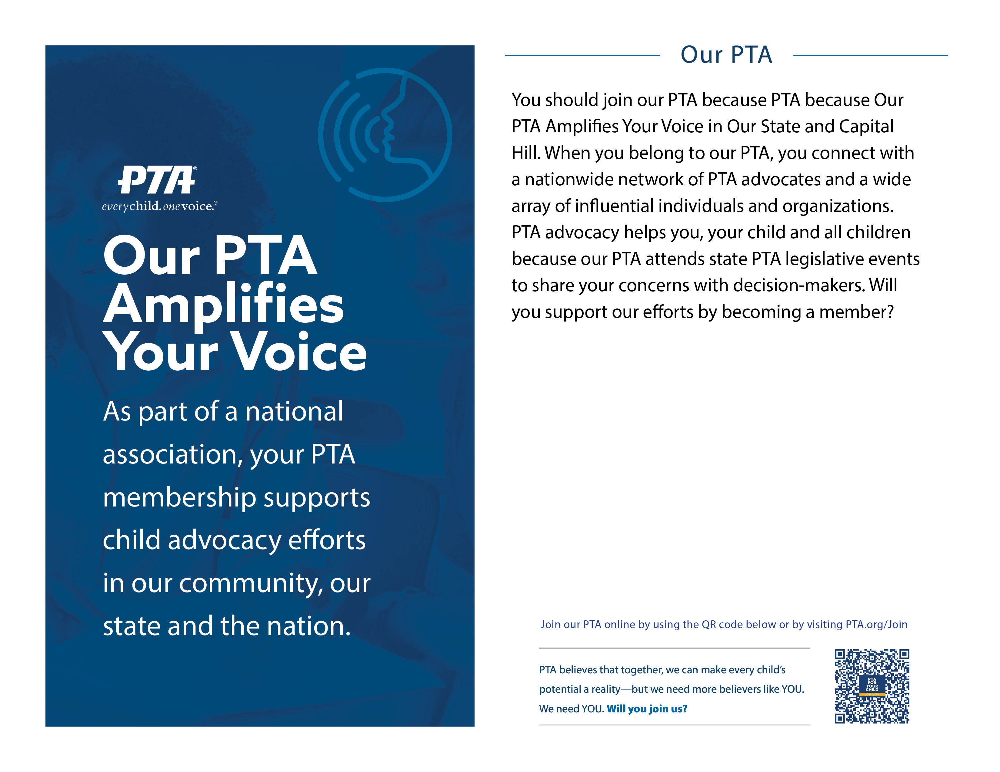 PTA®
everychild.onevoice.®
Our PTA
Amplifies
Your Voice
As part of a national
association, your PTA
membership supports
child advocacy efforts
in our community, our
state and the nation.
Our PTA
You should join our PTA because PTA because Our
PTA Amplifies Your Voice in Our State and Capital
Hill. When you belong to our PTA, you connect with
a nationwide network of PTA advocates and a wide
array of influential individuals and organizations.
PTA advocacy helps you, your child and all children
because our PTA attends state PTA legislative events
to share your concerns with decision-makers. Will
you support our efforts by becoming a member?
Join our PTA online by using the QR code below or by visiting PTA.org/Join
PTA believes that together, we can make every child’s
potential a reality—but we need more believers like YOU.
We need YOU. Will you join us?
PTA
FOR
YOUR
CHILD
JOIN NOW